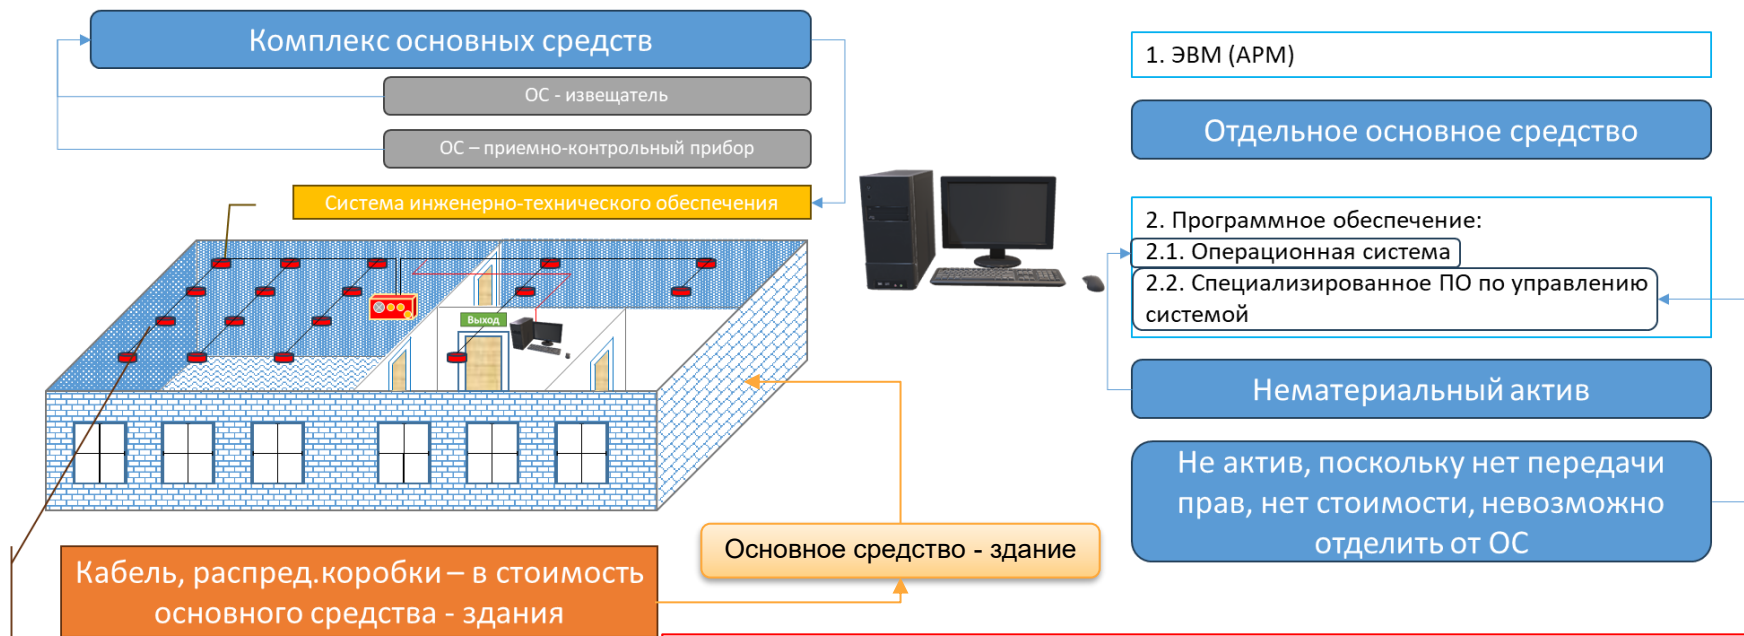 Комплекс основных средств
ОС - извещатель
ОС – приемно-контрольный прибор
Система инженерно-технического обеспечения
Выход
Кабель, распред.коробки – в стоимость
основного средства - здания
Основное средство - здание
1. ЭВМ (АРМ)
Отдельное основное средство
2. Программное обеспечение:
2.1. Операционная система
2.2. Специализированное ПО по управлению
системой
Нематериальный актив
Не актив, поскольку нет передачи
прав, нет стоимости, невозможно
отделить от ОС